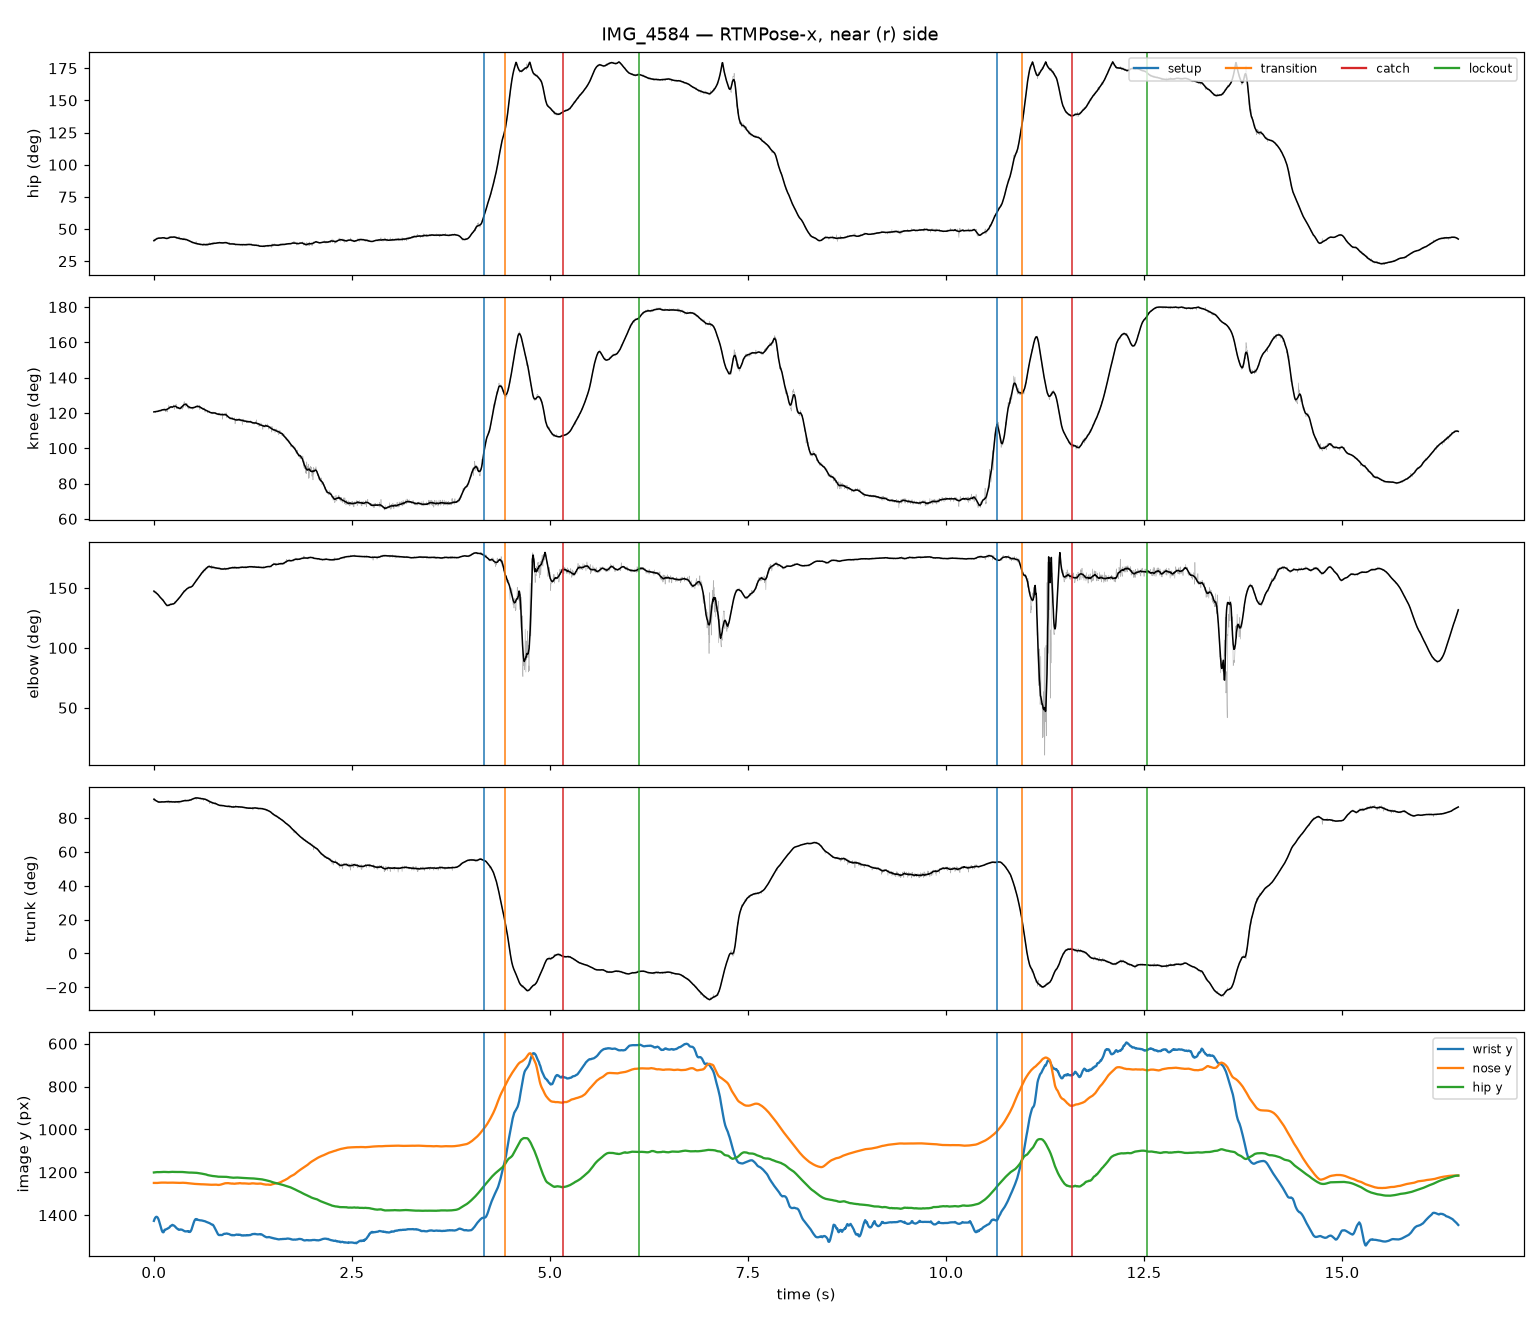 IMG_4584 — RTMPose-x, near (r) side
setup transition catch lockout
hip (deg)
175
150
125
100
75
50
25
knee (deg)
180
160
140
120
100
80
60
elbow (deg)
150
100
50
trunk (deg)
80
60
40
20
0
−20
image y (px)
600
800
1000
1200
1400
wrist y
nose y
hip y
0.0 2.5 5.0 7.5 10.0 12.5 15.0
time (s)